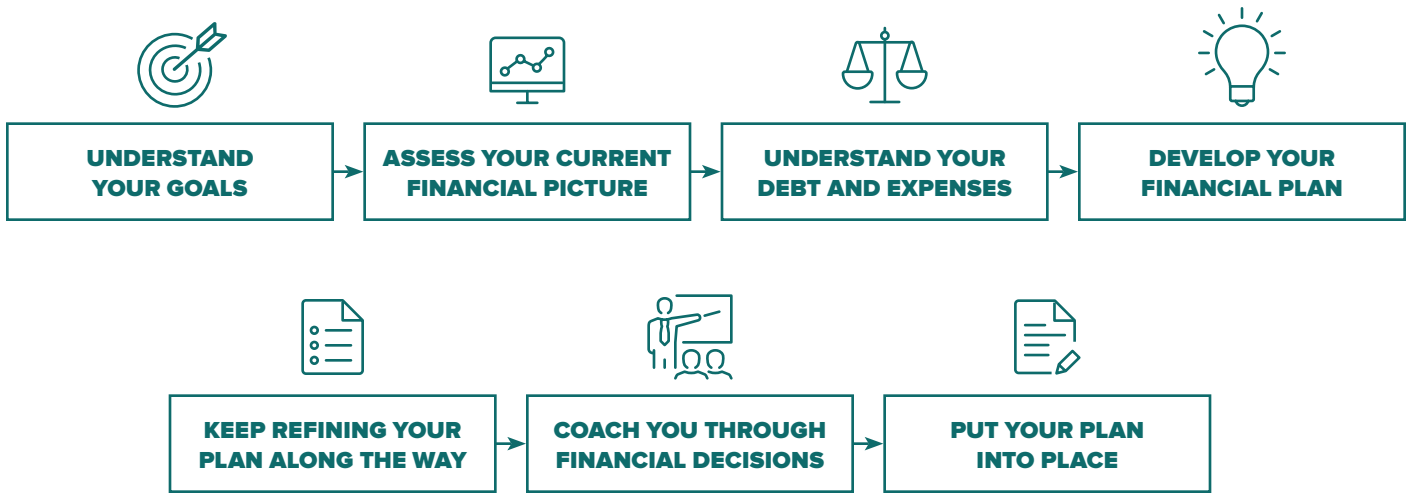 UNDERSTAND
YOUR GOALS
ASSESS YOUR CURRENT
FINANCIAL PICTURE
UNDERSTAND YOUR
DEBT AND EXPENSES
DEVELOP YOUR
FINANCIAL PLAN
KEEP REFINING YOUR
PLAN ALONG THE WAY
COACH YOU THROUGH
FINANCIAL DECISIONS
PUT YOUR PLAN
INTO PLACE